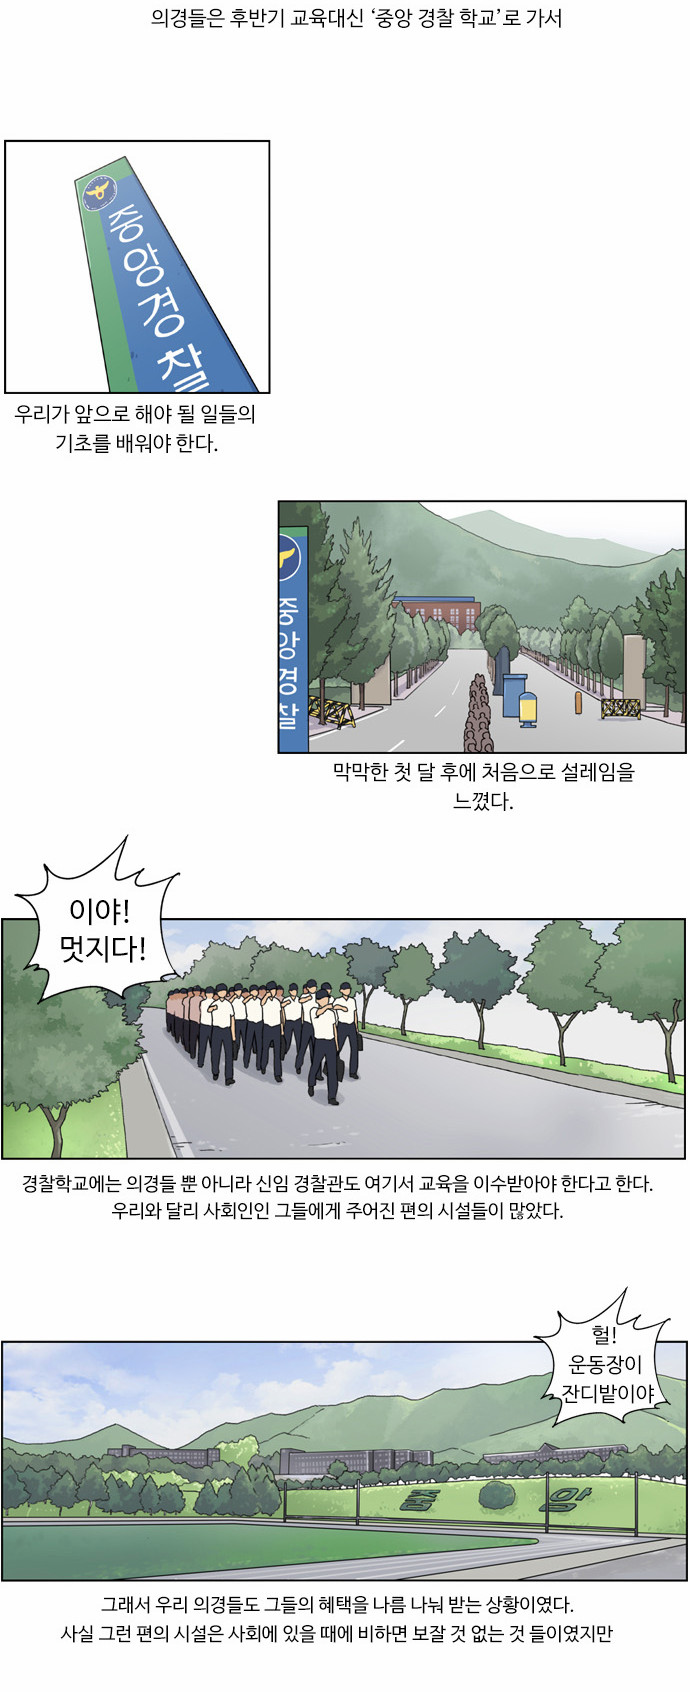 의경들은 후반기 교육대신 ‘중앙 경찰 학교’로 가서
중앙경찰
우리가 앞으로 해야 될 일들의
기초를 배워야 한다.
중앙경찰
막막한 첫 달 후에 처음으로 설레임을
느꼈다.
이야!
멋지다!
경찰학교에는 의경들 뿐 아니라 신임 경찰관도 여기서 교육을 이수받아야 한다고 한다.
우리와 달리 사회인인 그들에게 주어진 편의 시설들이 많았다.
헐!
운동장이
잔디밭이야
그래서 우리 의경들도 그들의 혜택을 나름 나눠 받는 상황이였다.
사실 그런 편의 시설은 사회에 있을 때에 비하면 보잘 것 없는 것 들이였지만